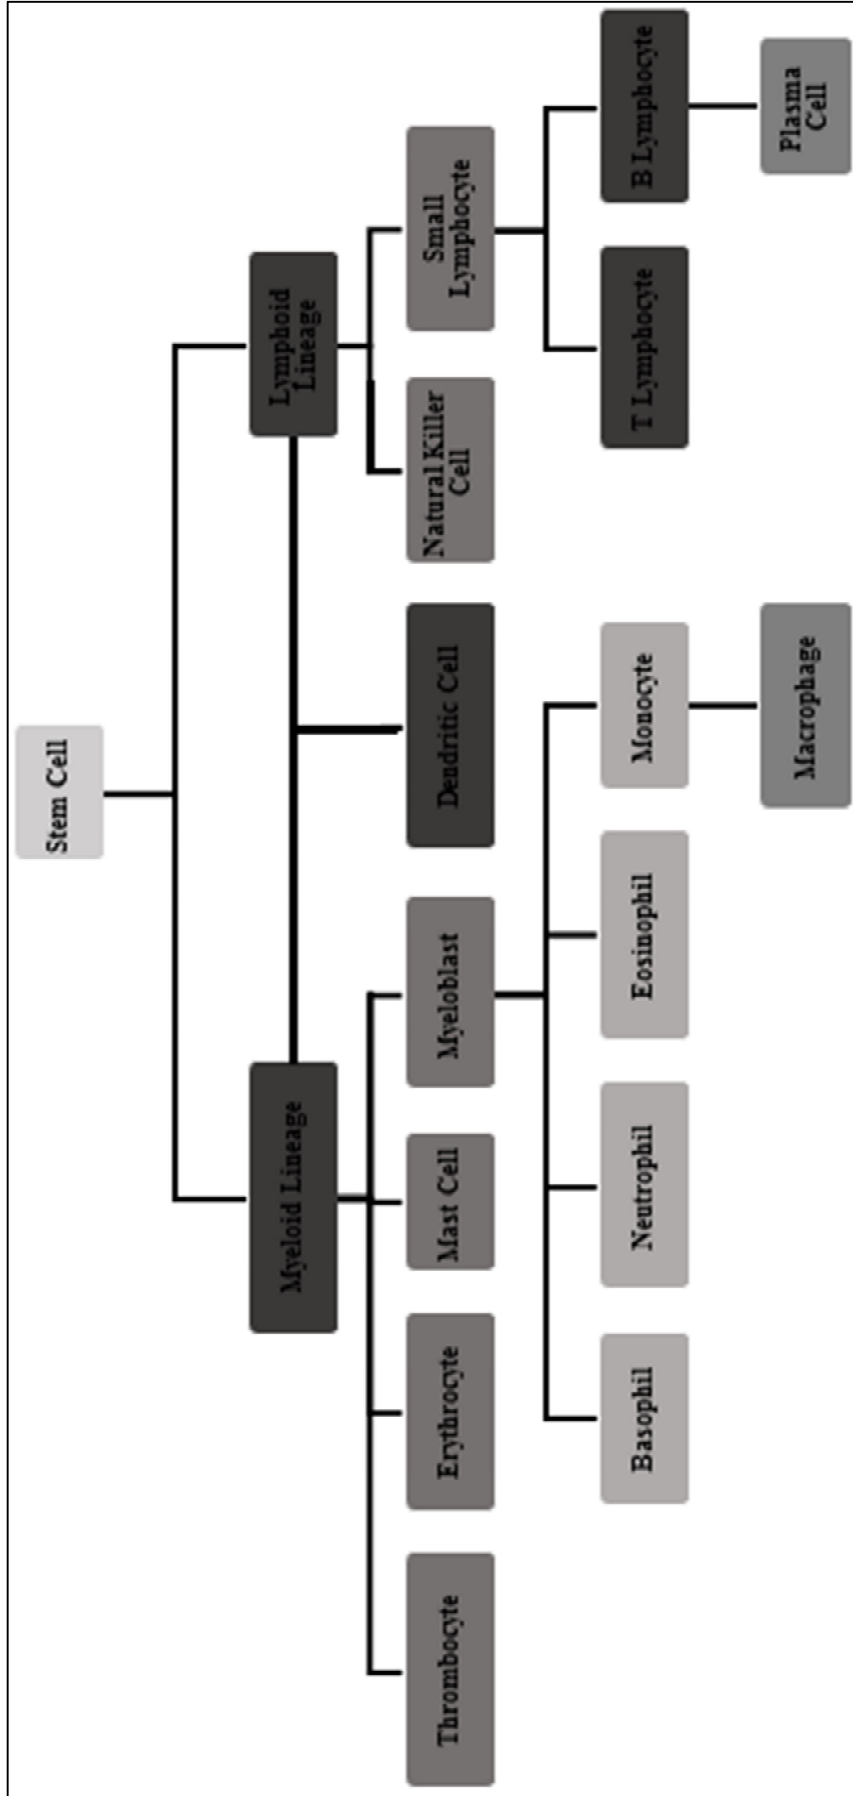 Stem Cell
Myeloid Lineage
Lymphoid
Lineage
Thrombocyte
Erythrocyte
Mast Cell
Myeloblast
Dendritic Cell
Natural Killer
Cell
Small
Lymphocyte
Basophil
Neutrophil
Eosinophil
Monocyte
T Lymphocyte
B Lymphocyte
Macrophage
Plasma
Cell